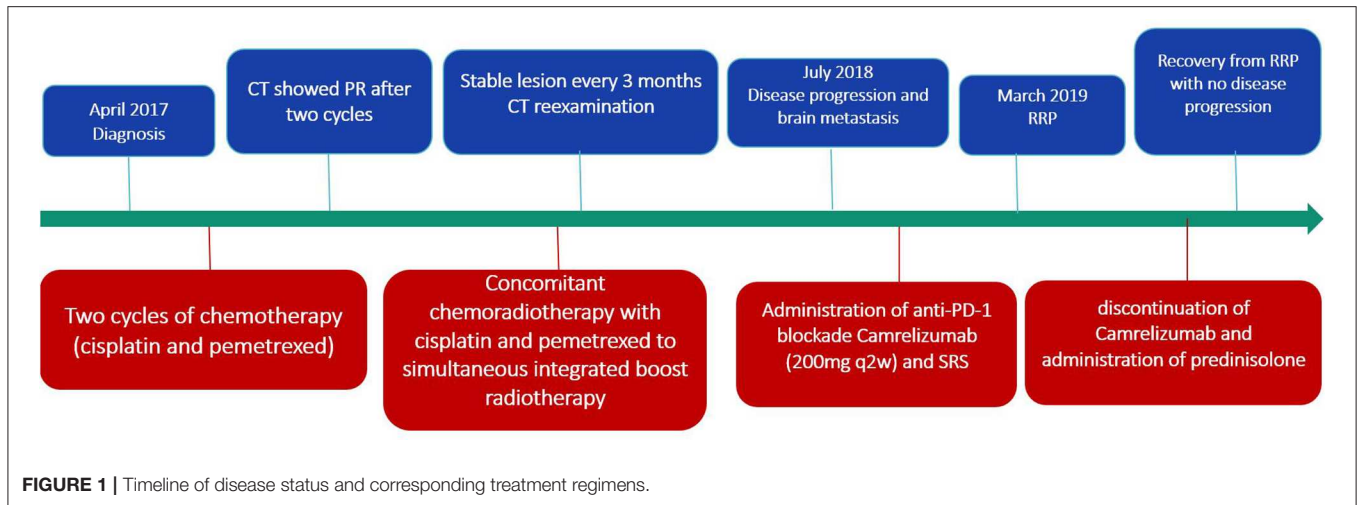 April 2017
Diagnosis
CT showed PR after
two cycles
Stable lesion every 3 months
CT reexamination
July 2018
Disease progression and
brain metastasis
March 2019
RRP
Recovery from RRP
with no disease
progression
Two cycles of chemotherapy
(cisplatin and pemetrexed)
Concomitant
chemoradiotherapy with
cisplatin and pemetrexed to
simultaneous integrated boost
radiotherapy
Administration of anti-PD-1
blockade Camrelizumab
(200mg q2w) and SRS
discontinuation of
Camrelizumab and
administration of predinisolone
FIGURE 1 | Timeline of disease status and corresponding treatment regimens.